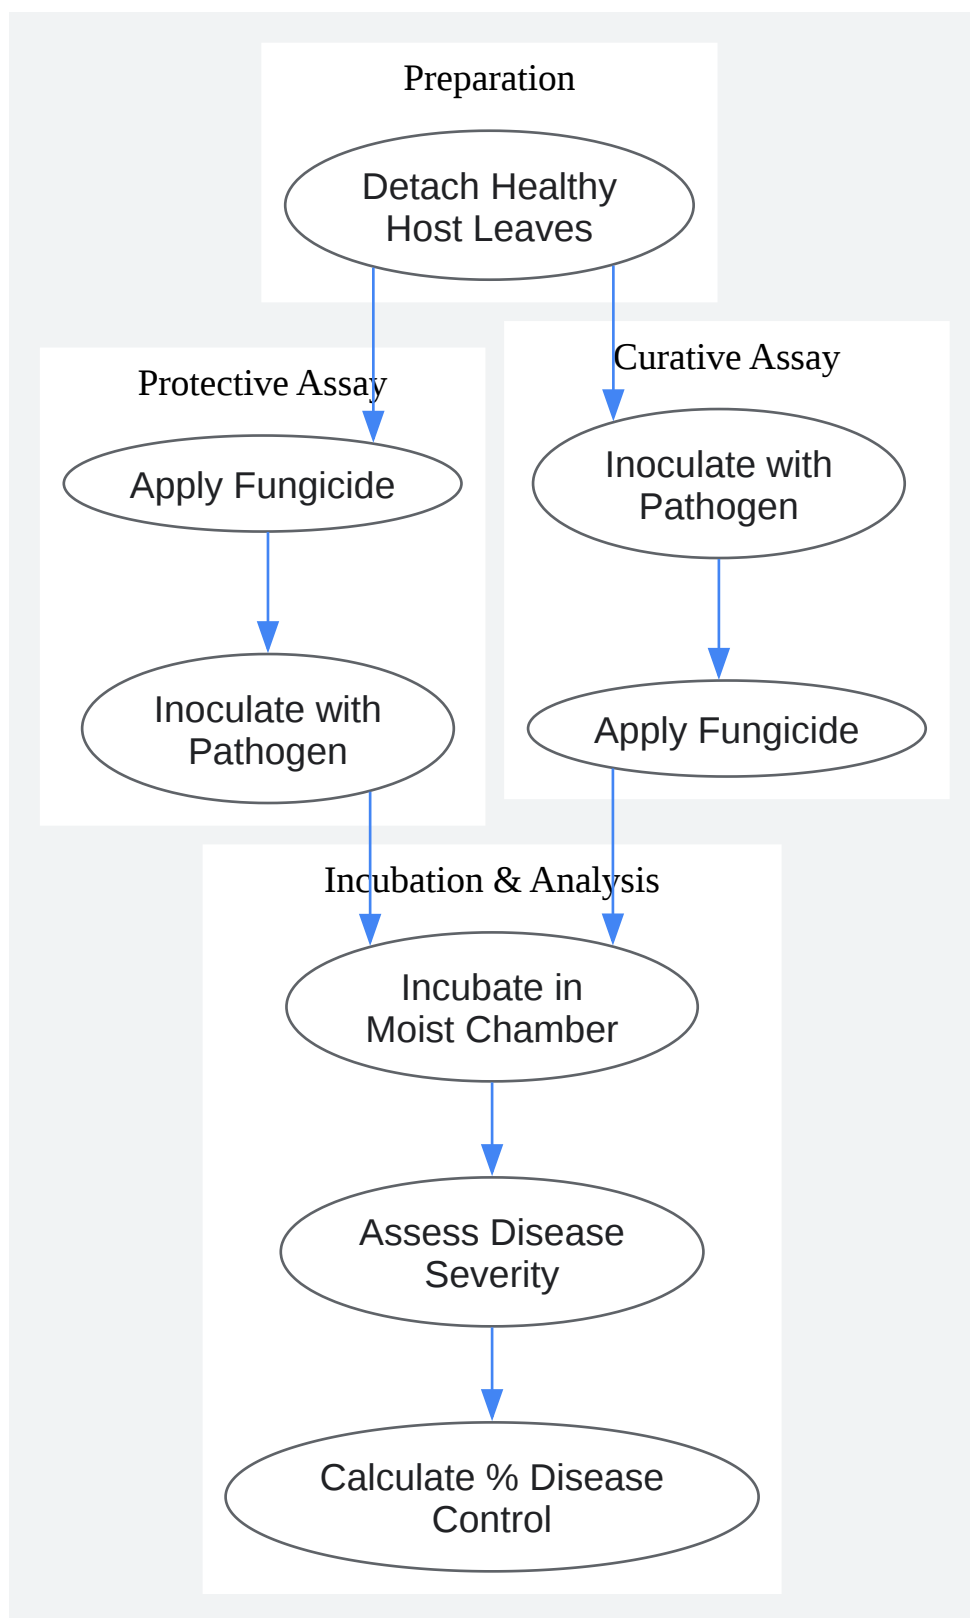 Preparation
Detach Healthy
Host Leaves
Protective Assay
Apply Fungicide
Inoculate with
Pathogen
Curative Assay
Inoculate with
Pathogen
Apply Fungicide
Incubation & Analysis
Incubate in
Moist Chamber
Assess Disease
Severity
Calculate % Disease
Control